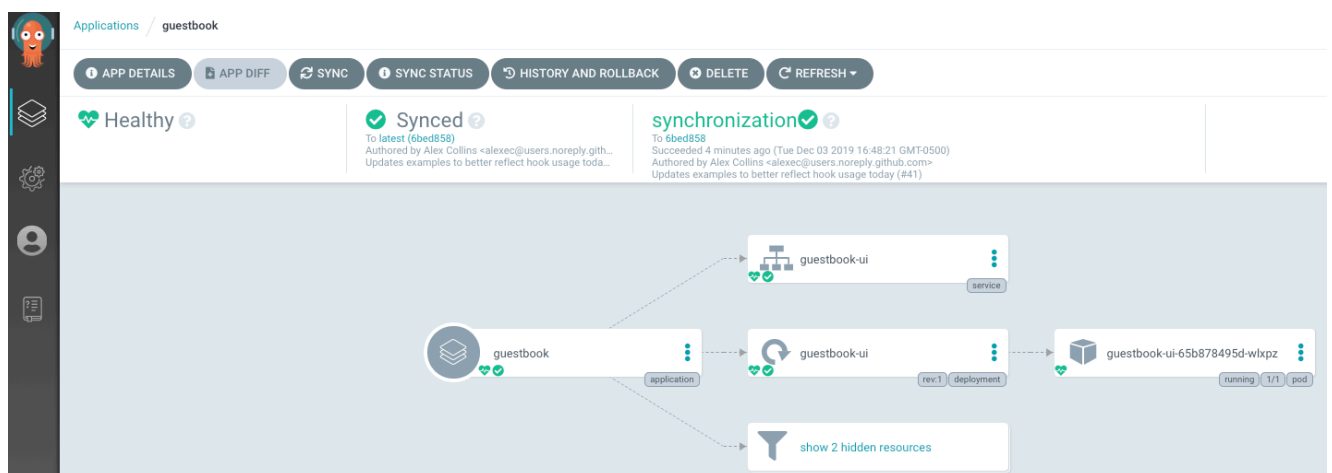 Applications / guestbook
APP DETAILS APP DIFF SYNC SYNC STATUS HISTORY AND ROLLBACK DELETE REFRESH
Healthy
Synced
To latest (6bed858)
Authored by Alex Collins <alexec@users.noreply.gith...
Updates examples to better reflect hook usage toda...
synchronization
To 6bed858
Succeeded 4 minutes ago (Tue Dec 03 2019 16:48:21 GMT-0500)
Authored by Alex Collins <alexec@users.noreply.github.com>
Updates examples to better reflect hook usage today (#41)
guestbook-ui
service
guestbook
application
guestbook-ui
rev:1 deployment
guestbook-ui-65b878495d-wlxpz
running 1/1 pod
show 2 hidden resources